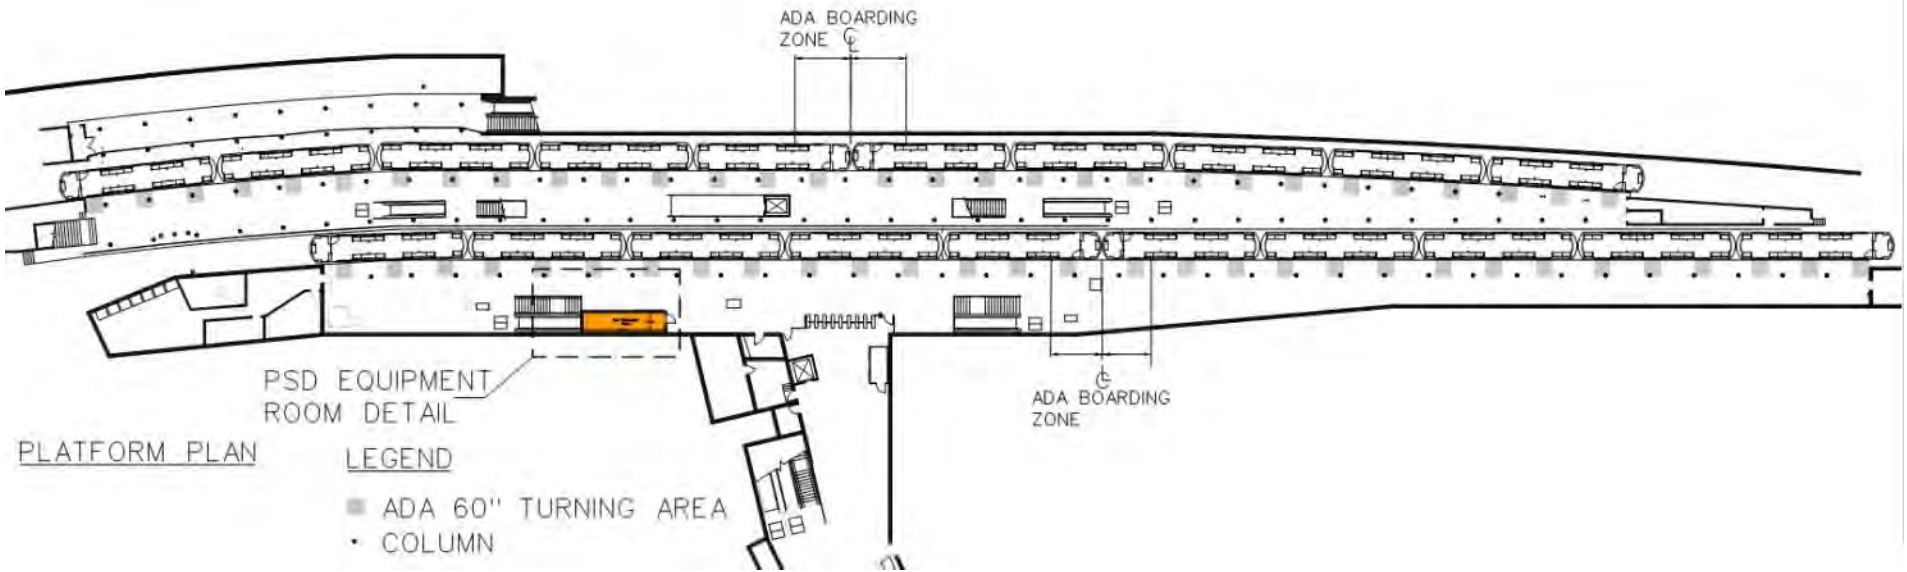 ADA BOARDING
ZONE
PSD EQUIPMENT
ROOM DETAIL
ADA BOARDING
ZONE
PLATFORM PLAN
LEGEND
ADA 60" TURNING AREA
COLUMN